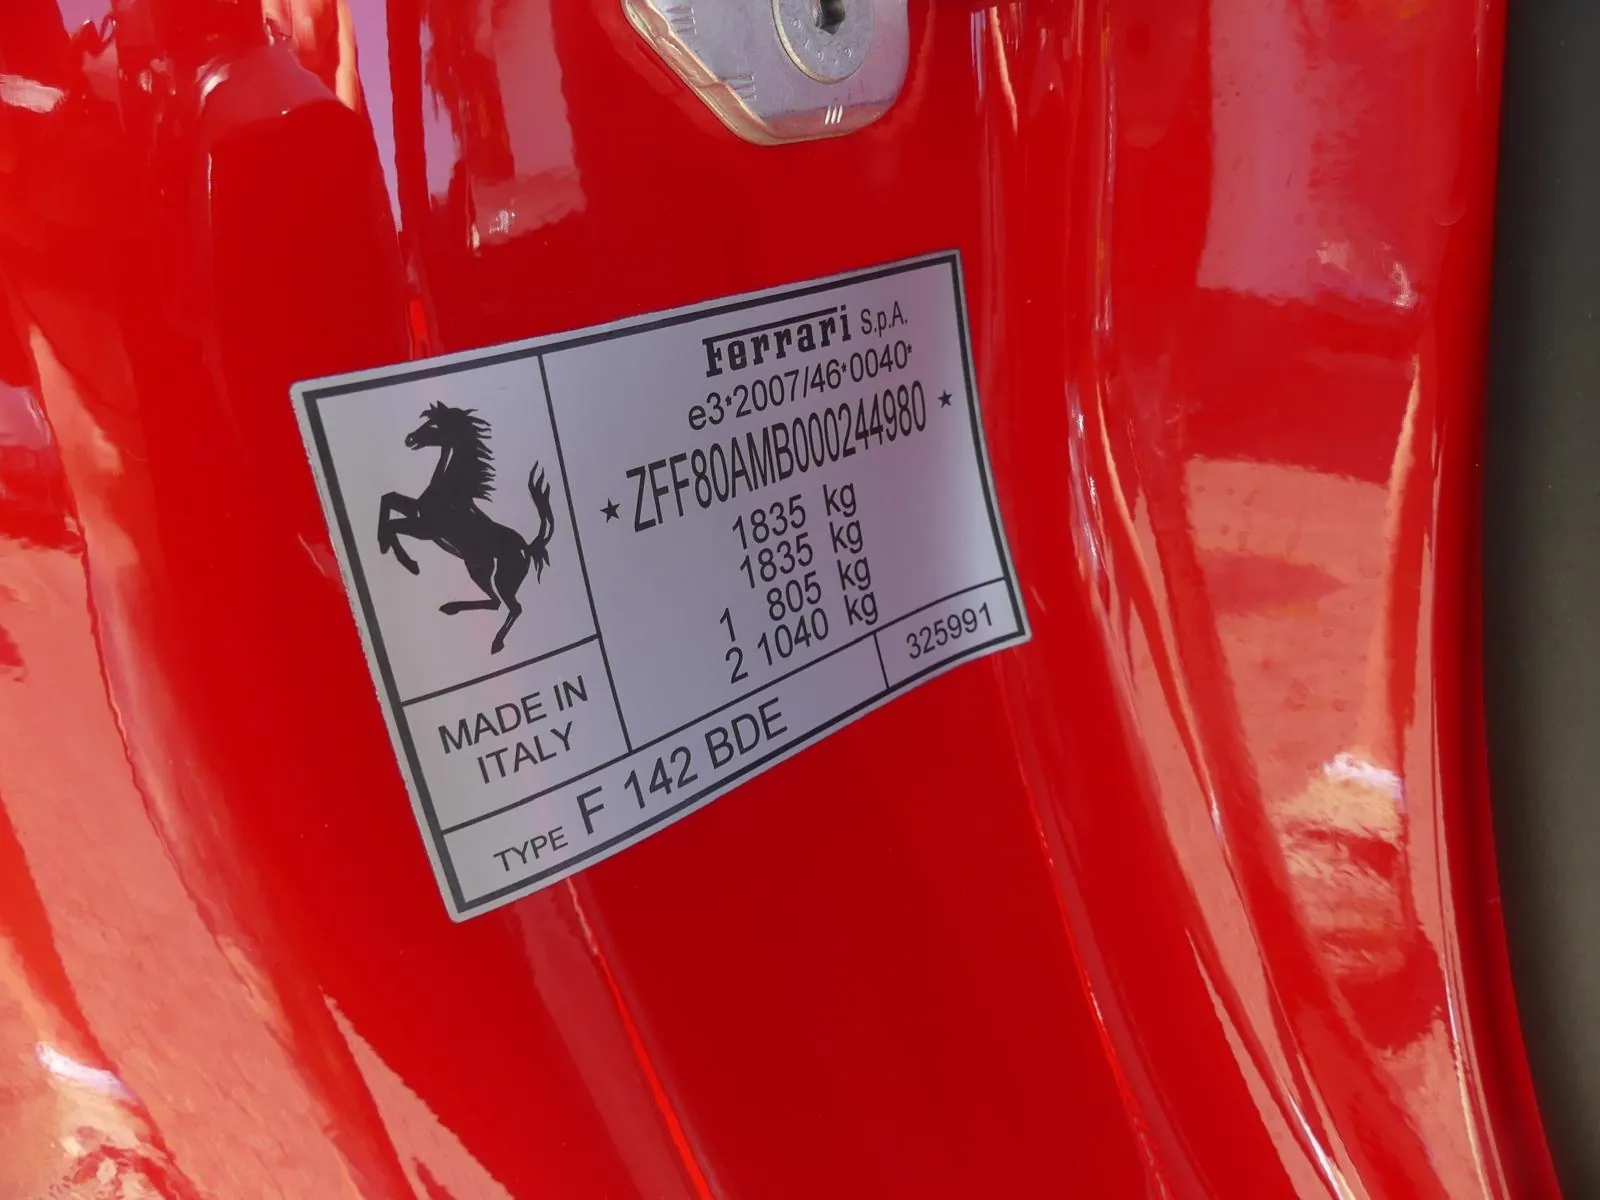 Ferrari S.p.A.
e3*2007/46*0040*
★ ZFF80AMB000244980 ★
1835 kg
1835 kg
1 805 kg
2 1040 kg
MADE IN
ITALY
TYPE F 142 BDE
325991